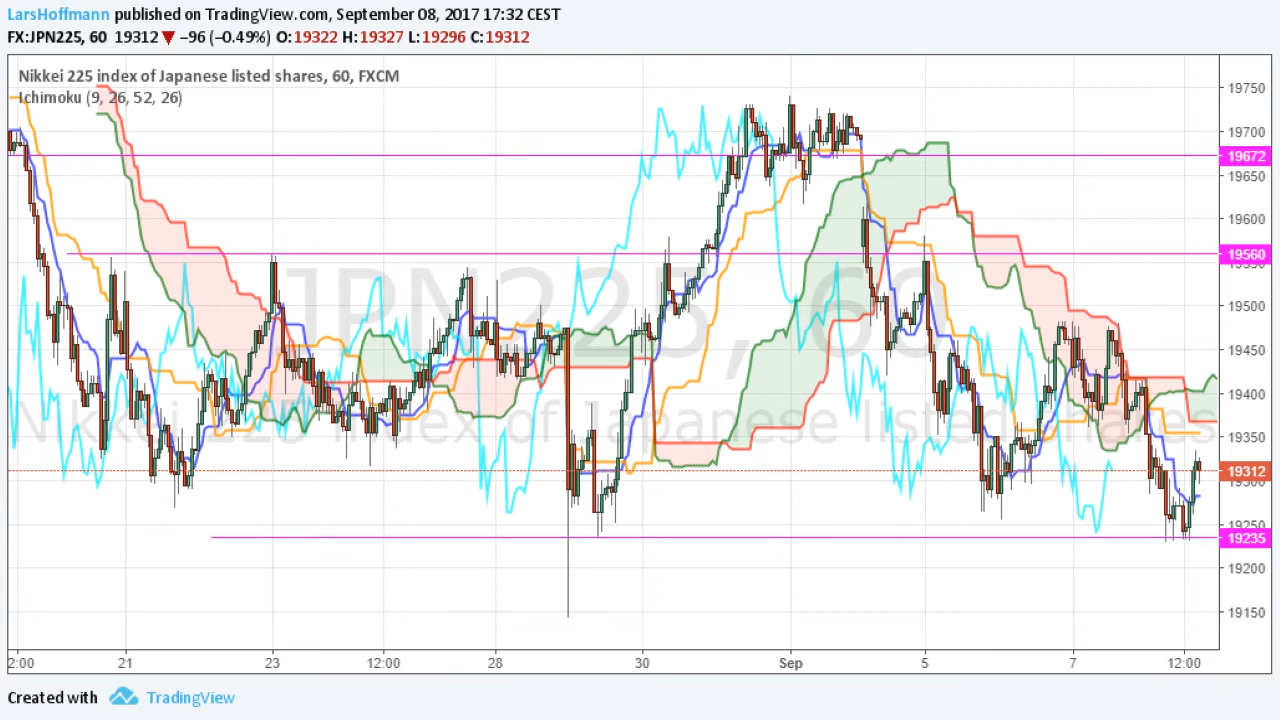 LarsHoffmann published on TradingView.com, September 08, 2017 17:32 CEST
FX:JPN225, 60 19312 ▼ −96 (−0.49%) O:19322 H:19327 L:19296 C:19312
Nikkei 225 index of Japanese listed shares, 60, FXCM
Ichimoku (9, 26, 52, 26)
JPN225, 60
Nikkei 225 index of Japanese listed shares
19750
19700
19672
19650
19600
19560
19550
19500
19450
19400
19350
19312
19300
19250
19235
19200
19150
2:00 21 23 12:00 28 30 Sep 5 7 12:00
Created with TradingView